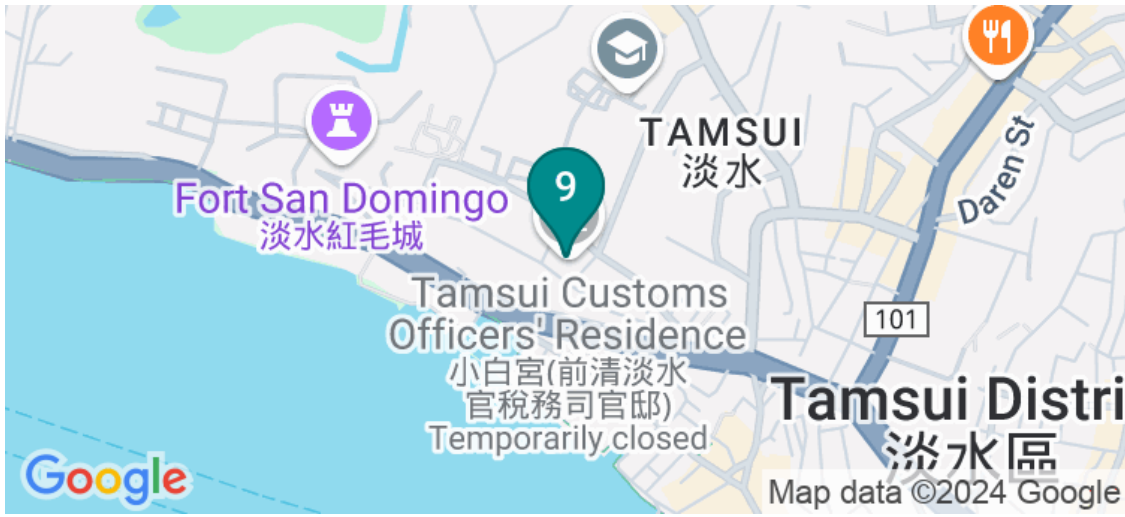 TAMSUI
淡水
Daren St
9
Fort San Domingo
淡水紅毛城
Tamsui Customs
Officers' Residence
小白宮(前清淡水
官稅務司官邸)
Temporarily closed
101
Tamsui Distri
淡水區
Google
Map data ©2024 Google